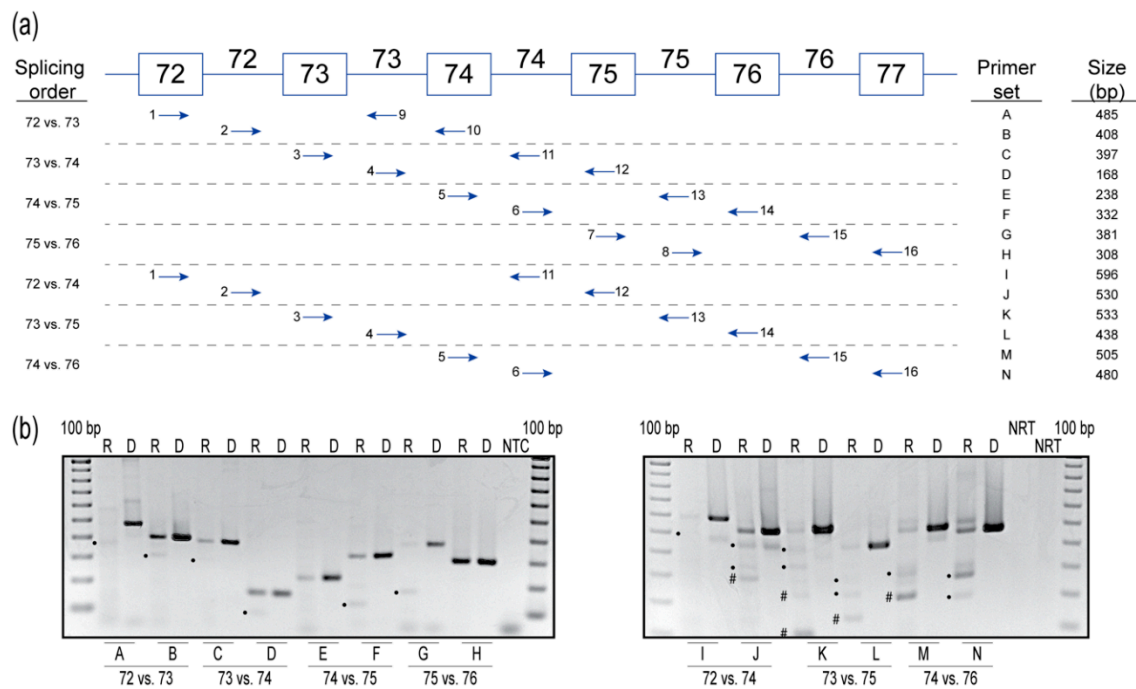 (a)
72 73 74 75 76
Splicing order 72 73 74 75 76 77 Primer set Size (bp)
72 vs. 73 1 9 A 485
2 10 B 408
3 11 C 397
73 vs. 74 4 12 D 168
5 13 E 238
74 vs. 75 6 14 F 332
7 15 G 381
75 vs. 76 8 16 H 308
1 11 I 596
72 vs. 74 2 12 J 530
3 13 K 533
73 vs. 75 4 14 L 438
5 15 M 505
74 vs. 76 6 16 N 480
(b)
100 bp R D R D R D R D R D R D R D R D NTC 100 bp
A B C D E F G H
72 vs. 73 73 vs. 74 74 vs. 75 75 vs. 76
NRT
100 bp R D R D R D R D R D R D NRT 100 bp
#
# #
#
#
I J K L M N
72 vs. 74 73 vs. 75 74 vs. 76